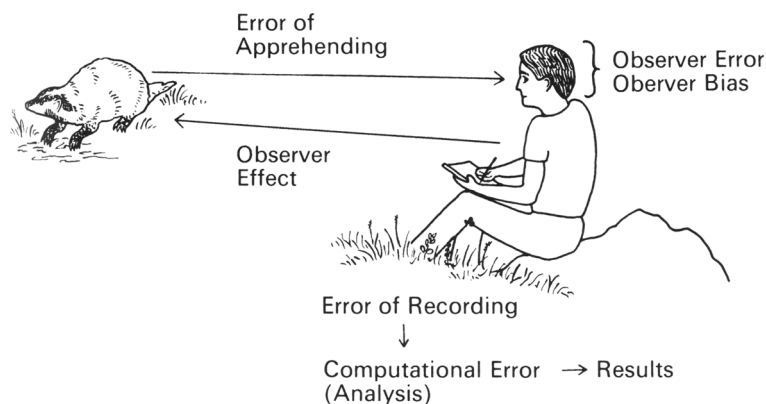 Error of
Apprehending
Observer Error
Oberver Bias
Observer
Effect
Error of Recording
↓
Computational Error → Results
(Analysis)